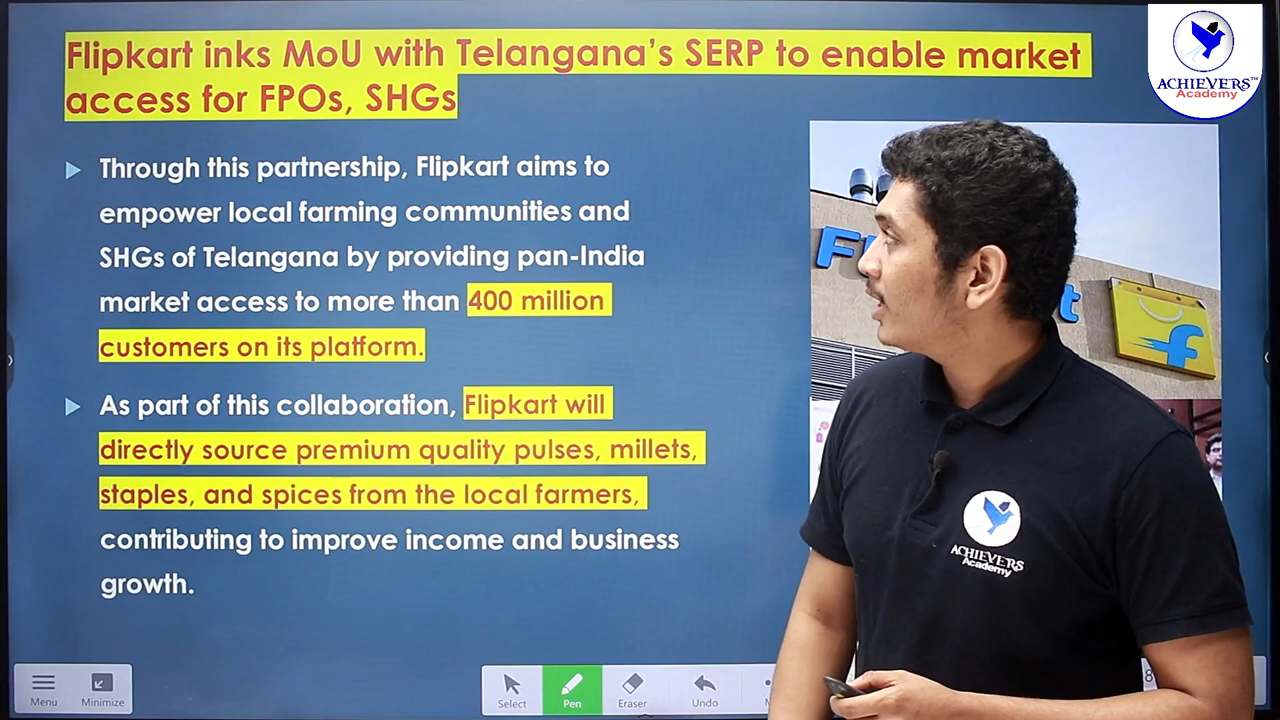 Flipkart inks MoU with Telangana's SERP to enable market
access for FPOs, SHGs
ACHIEVERS™
Academy
Through this partnership, Flipkart aims to
empower local farming communities and
SHGs of Telangana by providing pan-India
market access to more than 400 million
customers on its platform.
As part of this collaboration, Flipkart will
directly source premium quality pulses, millets,
staples, and spices from the local farmers,
contributing to improve income and business
growth.
ACHIEVERS
Academy
Menu
Minimize
Select
Pen
Eraser
Undo